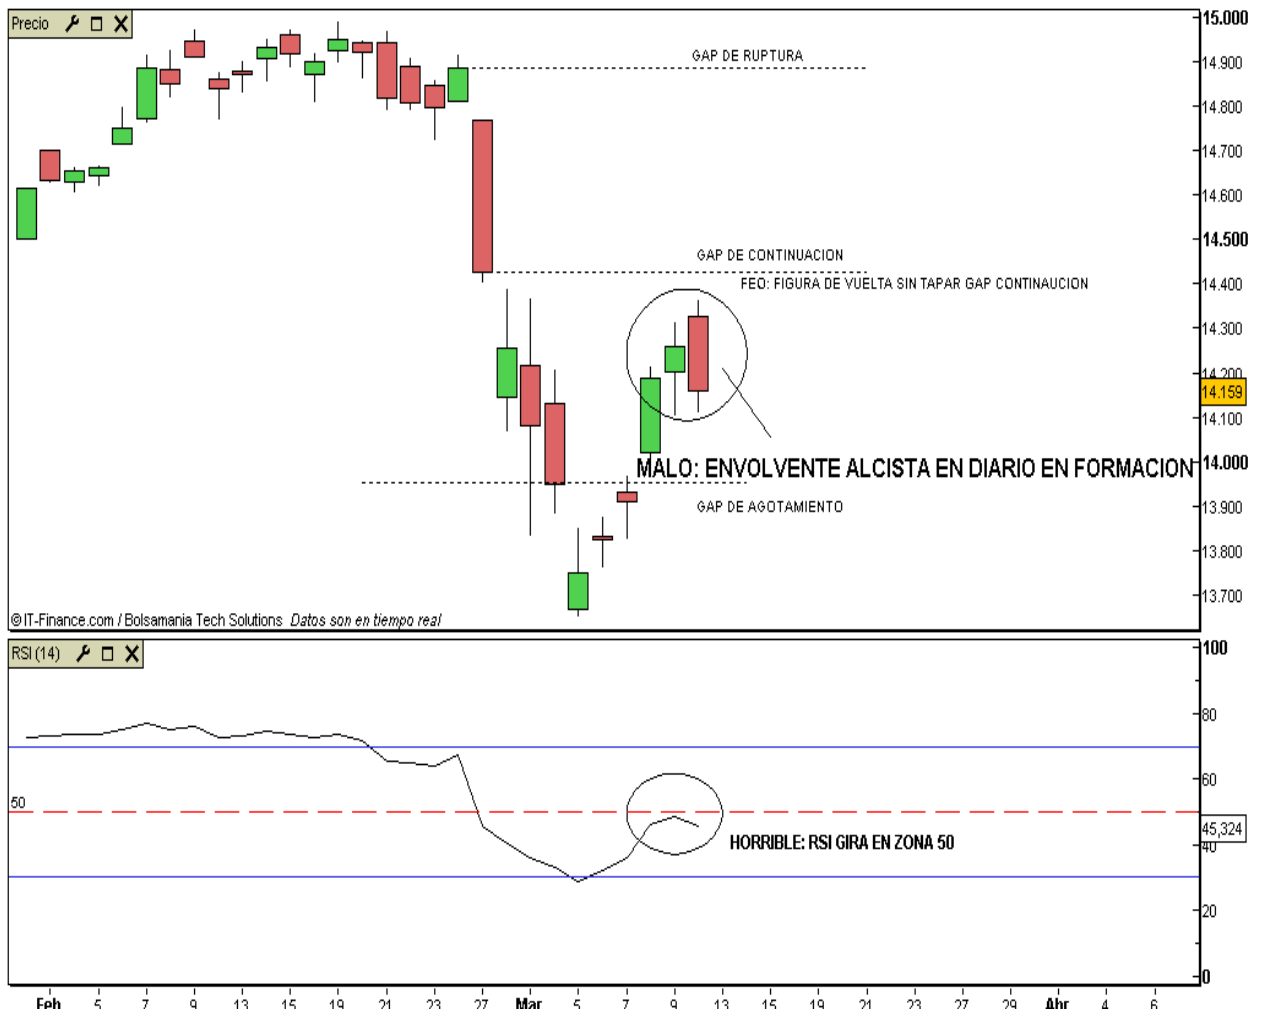 Precio
15.000
14.900
GAP DE RUPTURA
14.800
14.700
14.600
14.500
GAP DE CONTINUACION
14.400
FEO: FIGURA DE VUELTA SIN TAPAR GAP CONTINAUCION
14.300
14.200
14.159
14.100
14.000
MALO: ENVOLVENTE ALCISTA EN DIARIO EN FORMACION
13.900
GAP DE AGOTAMIENTO
13.800
13.700
©IT-Finance.com / Bolsamania Tech Solutions Datos son en tiempo real
RSI (14)
100
80
60
50
45,324
40
HORRIBLE: RSI GIRA EN ZONA 50
20
0
Feb 5 7 9 13 15 19 21 23 27 Mar 5 7 9 13 15 19 21 23 27 29 Abr 4 6